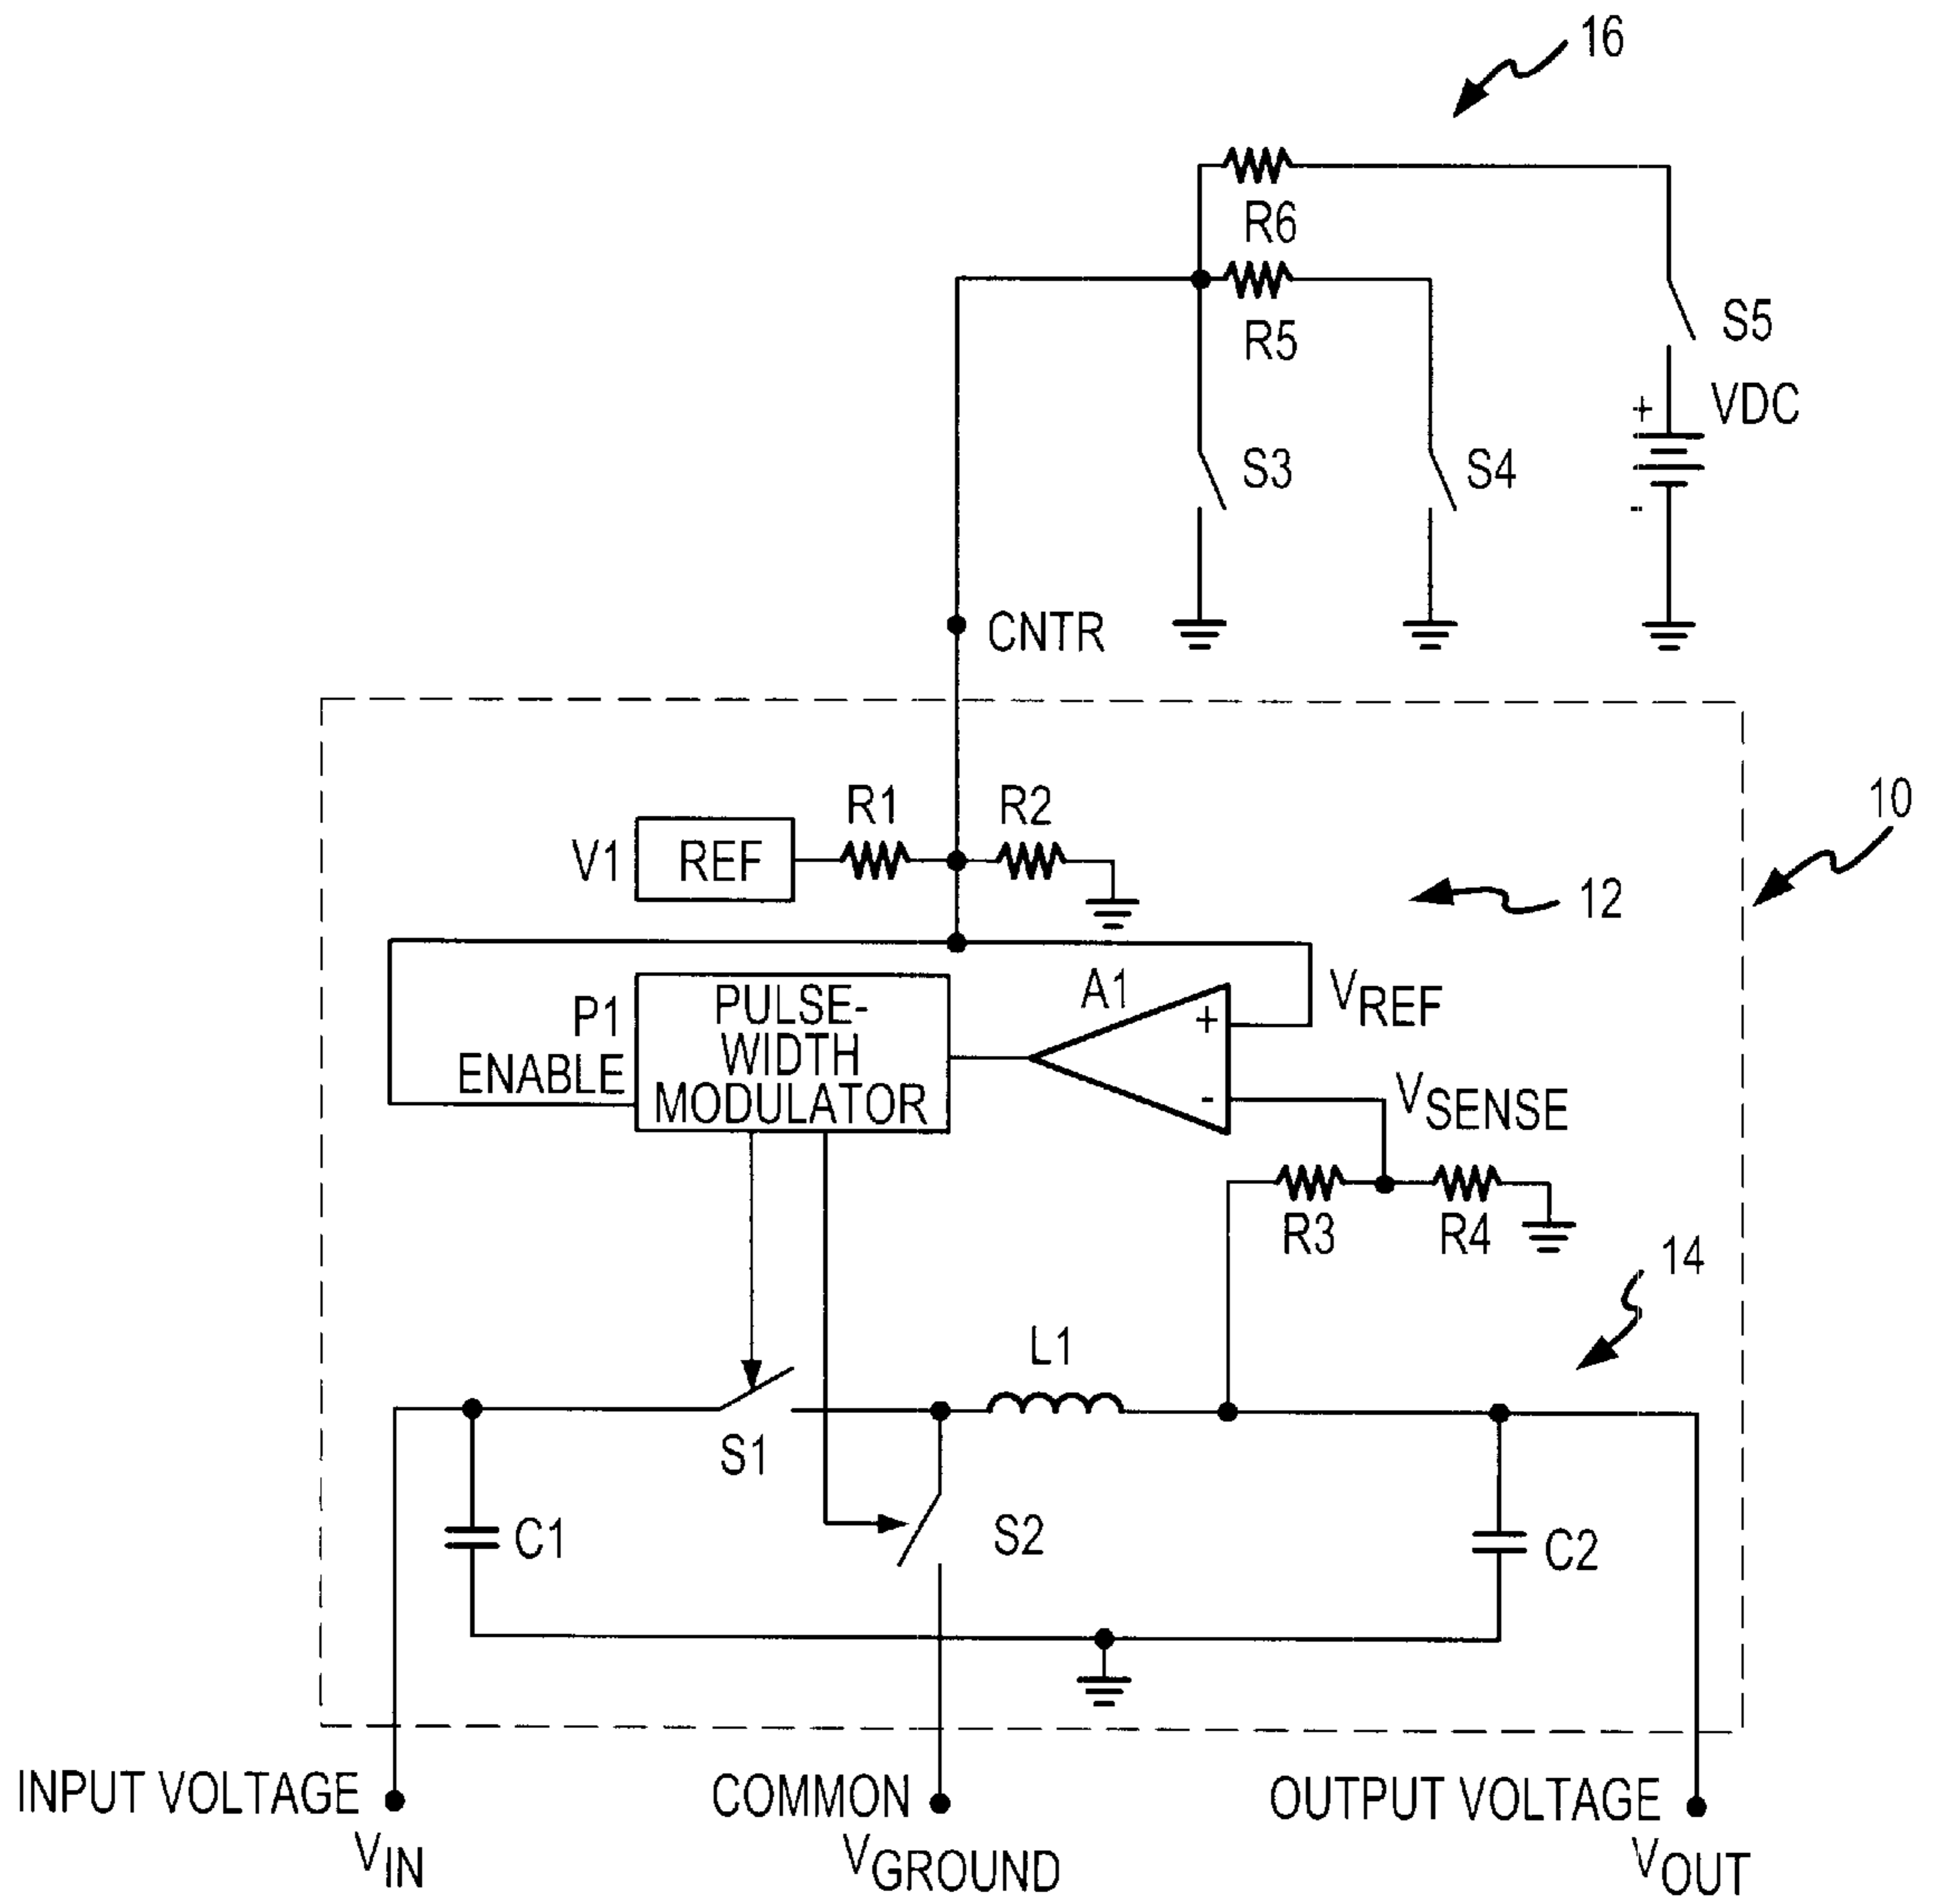 16
R6
R5
S5
+ VDC
S3
S4
-
CNTR
10
R1
R2
V1
REF
12
A1
VREF
P1
ENABLE
PULSE-
WIDTH
MODULATOR
+
-
VSENSE
R3
R4
14
L1
S1
S2
C1
C2
INPUT VOLTAGE
VIN
COMMON
VGROUND
OUTPUT VOLTAGE
VOUT